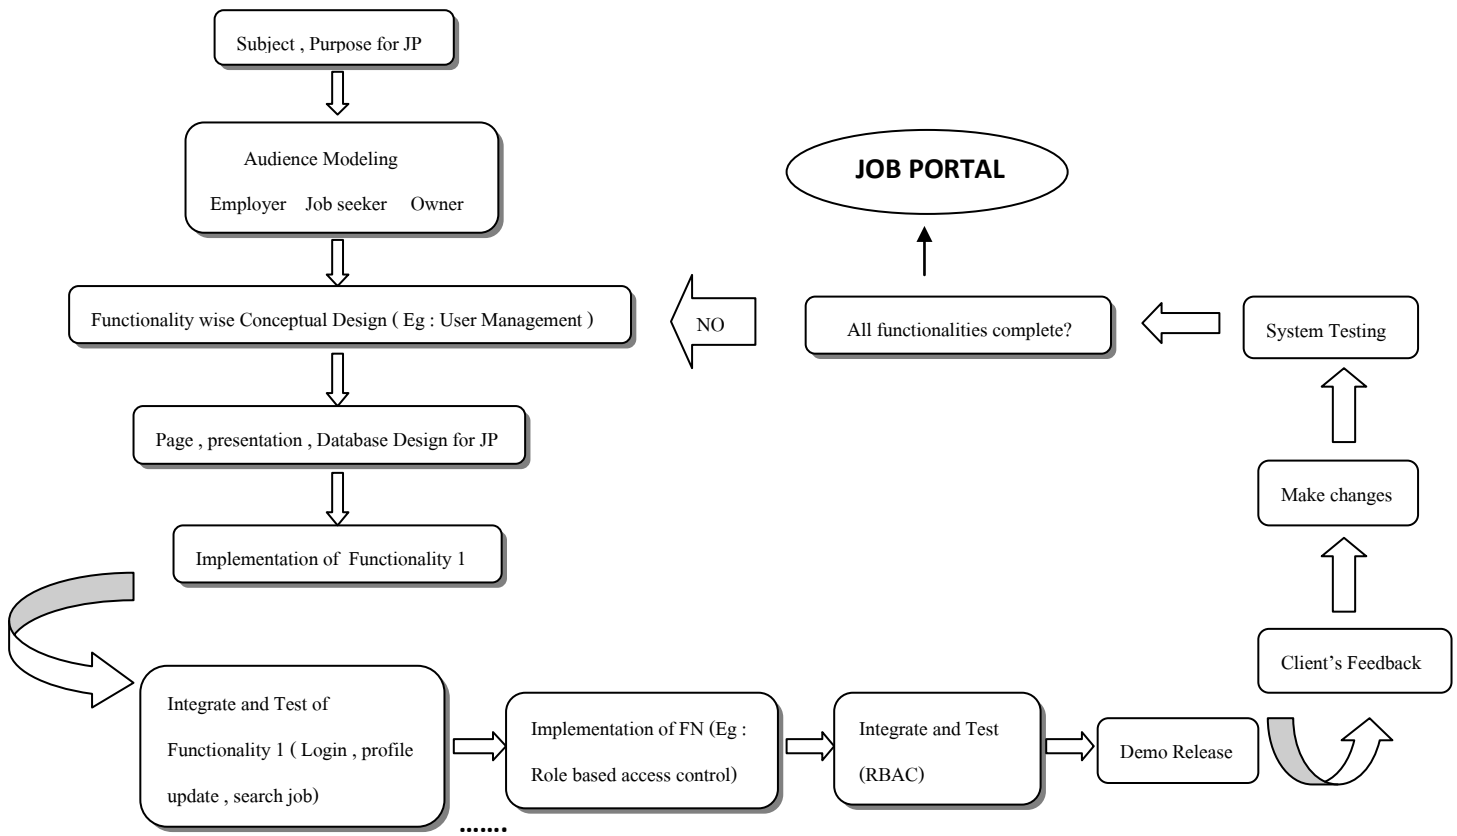 Subject , Purpose for JP
Audience Modeling
Employer Job seeker Owner
Functionality wise Conceptual Design ( Eg : User Management )
Page , presentation , Database Design for JP
Implementation of Functionality 1
Integrate and Test of
Functionality 1 ( Login , profile
update , search job)
.......
Implementation of FN (Eg :
Role based access control)
Integrate and Test
(RBAC)
Demo Release
Client’s Feedback
Make changes
System Testing
All functionalities complete?
NO
JOB PORTAL